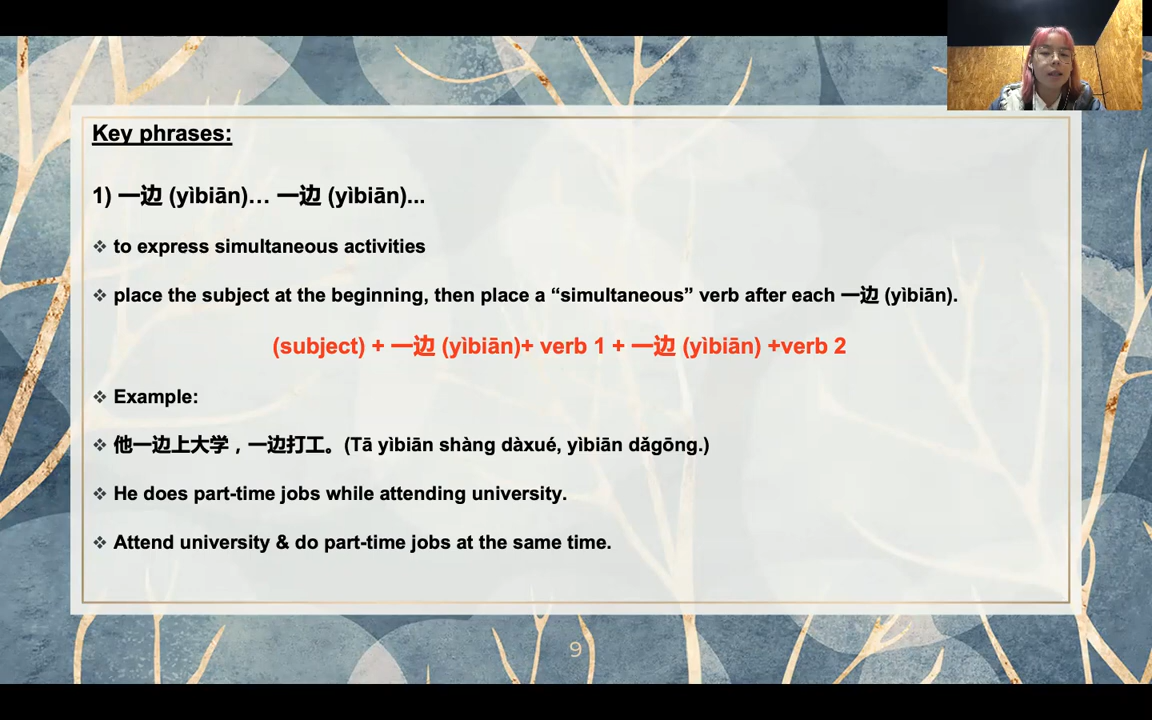 Key phrases:
1) 一边 (yìbiān)… 一边 (yìbiān)...
❖ to express simultaneous activities
❖ place the subject at the beginning, then place a “simultaneous” verb after each 一边 (yìbiān).
(subject) + 一边 (yìbiān)+ verb 1 + 一边 (yìbiān) +verb 2
❖ Example:
❖ 他一边上大学，一边打工。(Tā yìbiān shàng dàxué, yìbiān dǎgōng.)
❖ He does part-time jobs while attending university.
❖ Attend university & do part-time jobs at the same time.
9